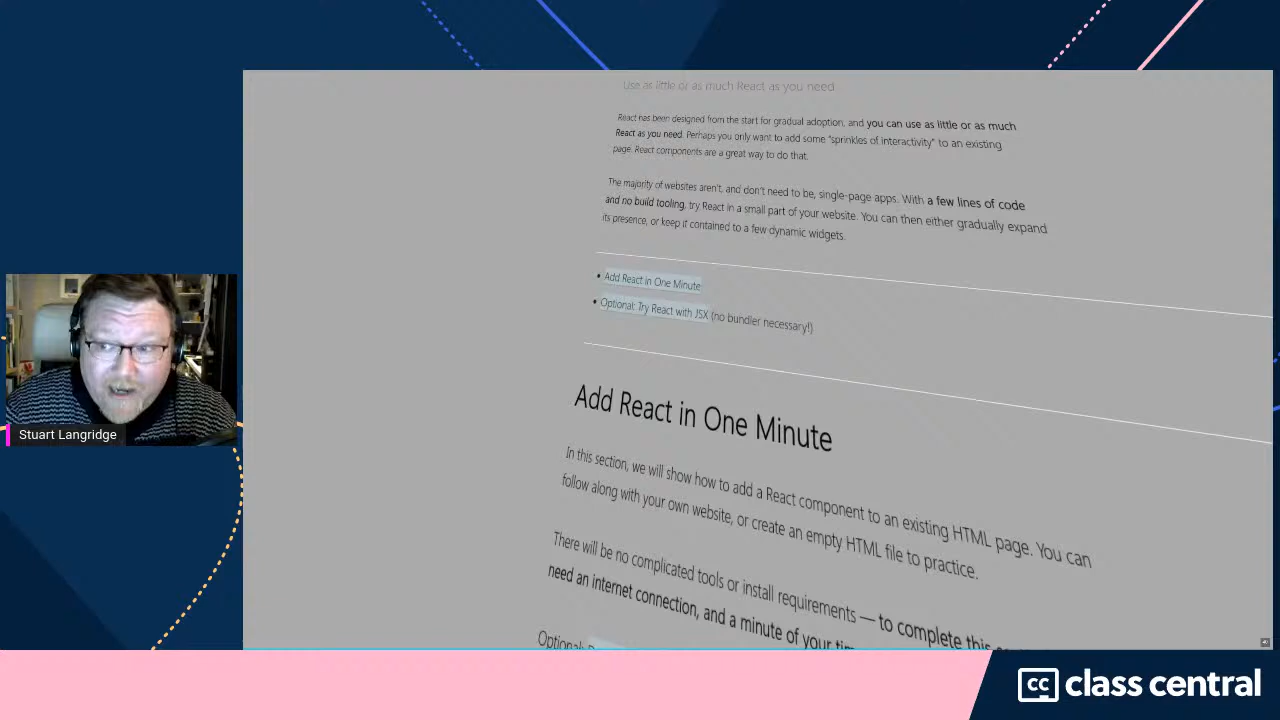 Use as little or as much React as you need
React has been designed from the start for gradual adoption, and you can use as little or as much
React as you need. Perhaps you only want to add some "sprinkles of interactivity" to an existing
page. React components are a great way to do that.
The majority of websites aren't, and don't need to be, single-page apps. With a few lines of code
and no build tooling, try React in a small part of your website. You can then either gradually expand
its presence, or keep it contained to a few dynamic widgets.
• Add React in One Minute
• Optional: Try React with JSX (no bundler necessary!)
Add React in One Minute
In this section, we will show how to add a React component to an existing HTML page. You can
follow along with your own website, or create an empty HTML file to practice.
There will be no complicated tools or install requirements — to complete this
need an internet connection, and a minute of your
Optional:
Stuart Langridge
cc class central